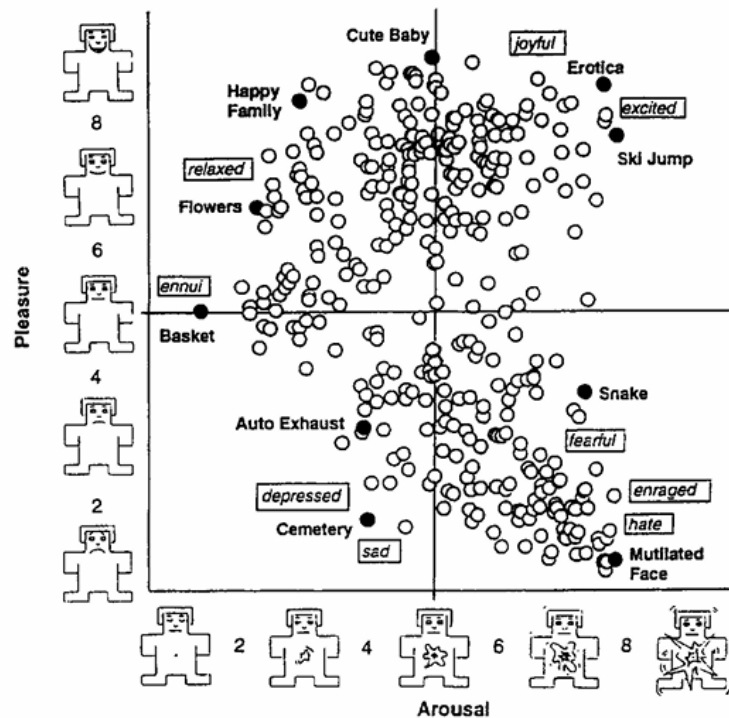 Cute Baby
joyful
Erotica
Happy
Family
8
excited
Ski Jump
relaxed
Flowers
6
Pleasure
ennui
Basket
4
Snake
Auto Exhaust
fearful
depressed
enraged
2
Cemetery
hate
sad
Mutilated
Face
2
4
6
8
Arousal